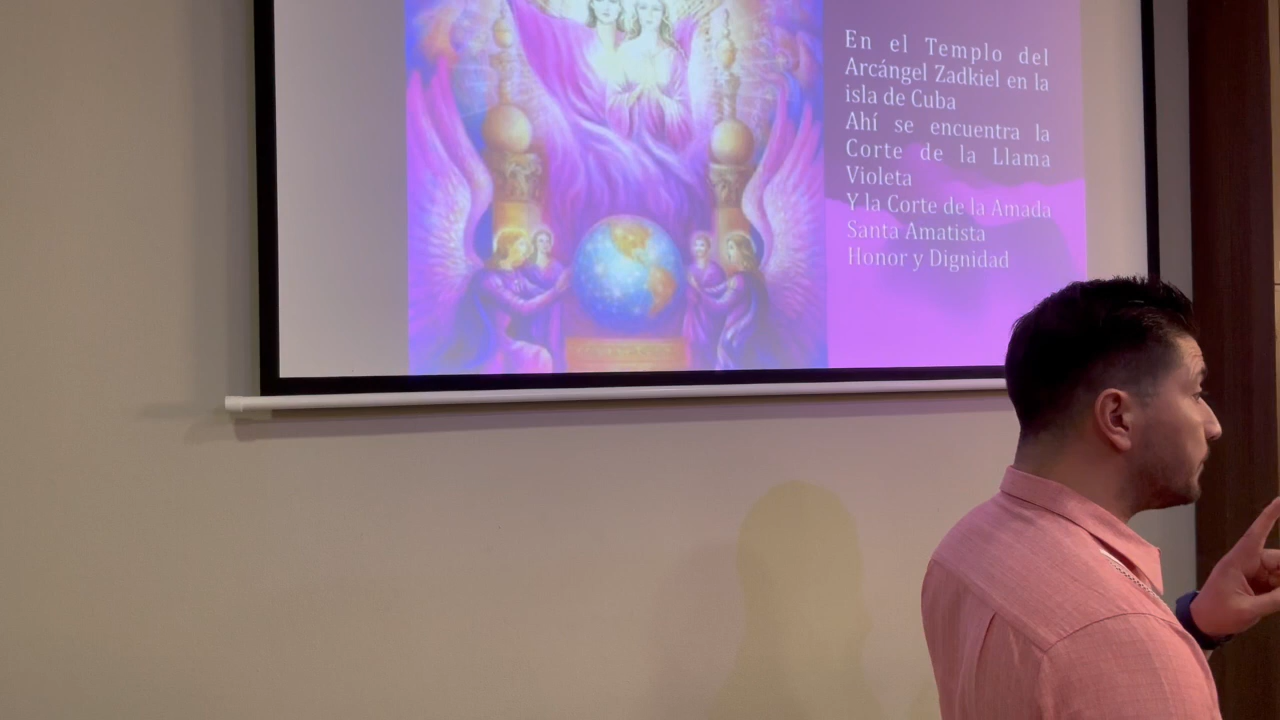 En el Templo del
Arcángel Zadkiel en la
isla de Cuba
Ahí se encuentra la
Corte de la Llama
Violeta
Y la Corte de la Amada
Santa Amatista
Honor y Dignidad